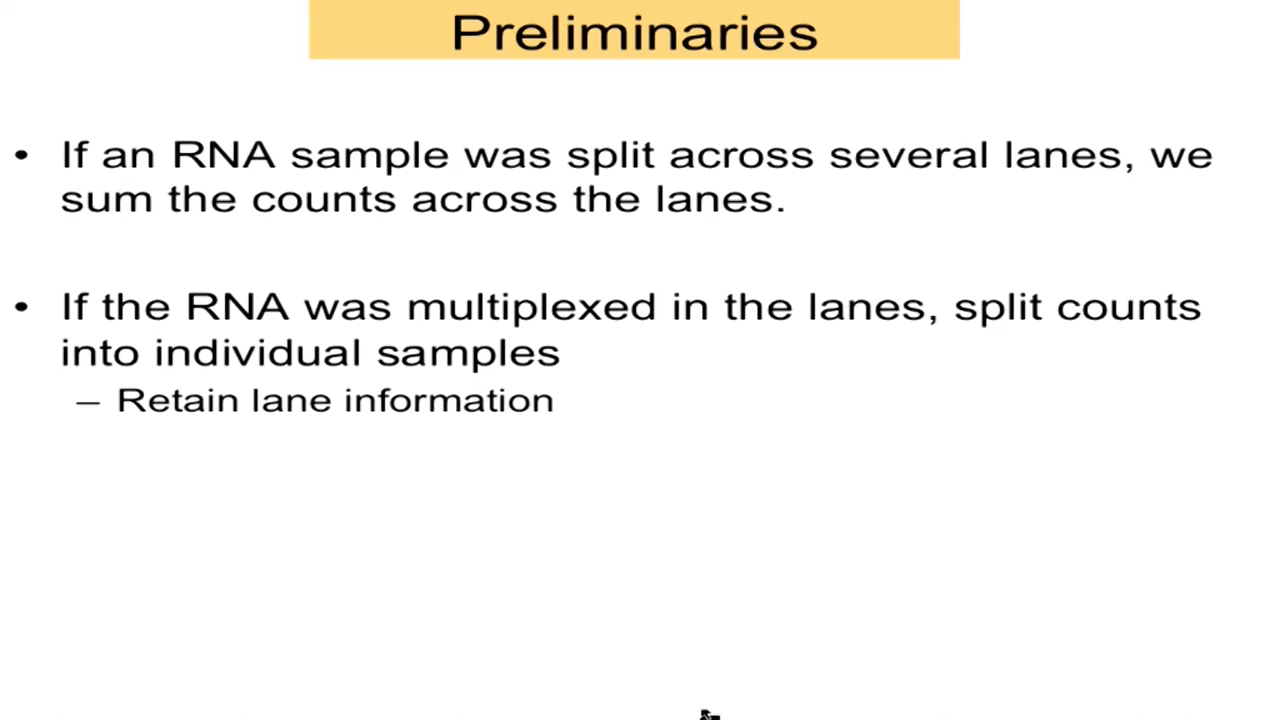 Preliminaries
• If an RNA sample was split across several lanes, we
sum the counts across the lanes.
• If the RNA was multiplexed in the lanes, split counts
into individual samples
– Retain lane information